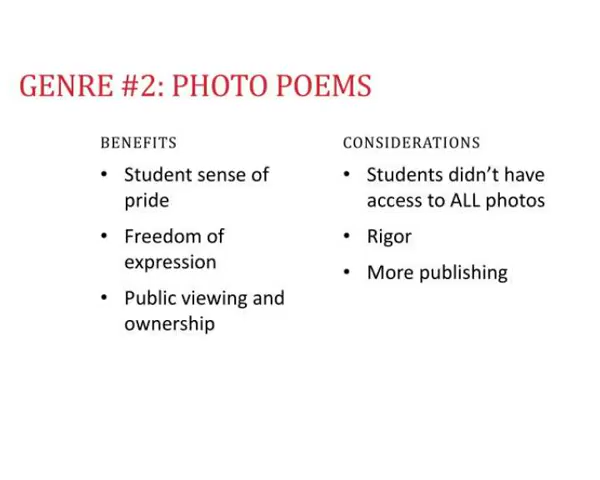 GENRE #2: PHOTO POEMS
BENEFITS
• Student sense of
pride
• Freedom of
expression
• Public viewing and
ownership
CONSIDERATIONS
• Students didn’t have
access to ALL photos
• Rigor
• More publishing